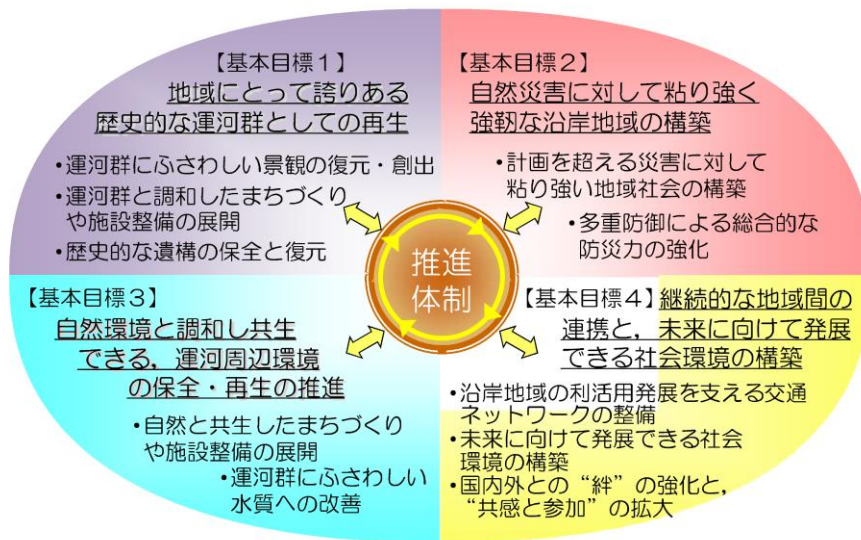 【基本目標1】
地域にとって誇りある
歴史的な運河群としての再生
・運河群にふさわしい景観の復元・創出
・運河群と調和したまちづくり
や施設整備の展開
・歴史的な遺構の保全と復元
【基本目標2】
自然災害に対して粘り強く
強靭な沿岸地域の構築
・計画を超える災害に対して
粘り強い地域社会の構築
・多重防御による総合的な
防災力の強化
推進
体制
【基本目標3】
自然環境と調和し共生
できる，運河周辺環境
の保全・再生の推進
・自然と共生したまちづくり
や施設整備の展開
・運河群にふさわしい
水質への改善
【基本目標4】継続的な地域間の
連携と，未来に向けて発展
できる社会環境の構築
・沿岸地域の利活用発展を支える交通
ネットワークの整備
・未来に向けて発展できる社会
環境の構築
・国内外との“絆”の強化と，
“共感と参加”の拡大